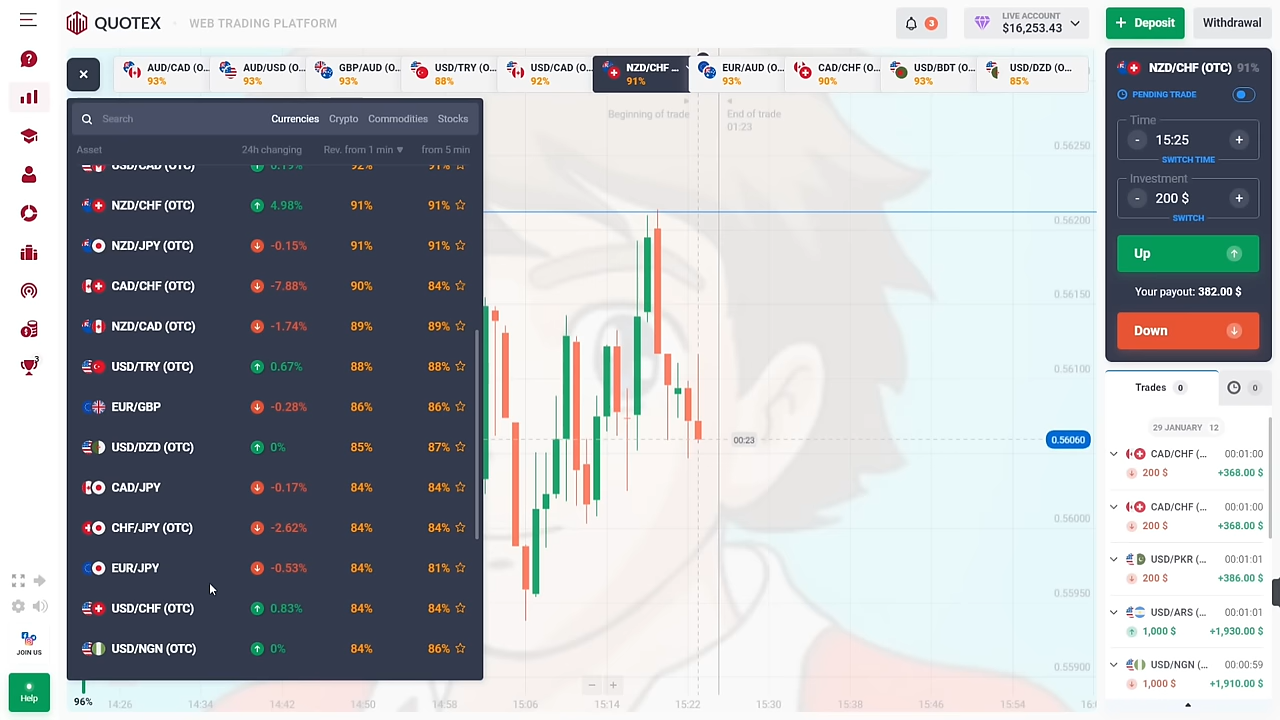 QUOTEX
WEB TRADING PLATFORM
3
LIVE ACCOUNT
$16,253.43
+ Deposit
Withdrawal
AUD/CAD (O...
93%
AUD/USD (O...
93%
GBP/AUD (O...
93%
USD/TRY (O...
88%
USD/CAD (O...
92%
NZD/CHF ...
91%
EUR/AUD (O...
93%
CAD/CHF (O...
90%
USD/BDT (O...
93%
USD/DZD (O...
85%
Search
Currencies Crypto Commodities Stocks
Asset 24h changing Rev. from 1 min ▼ from 5 min
USD/CAD (OTC) 0.19% 92% 91%
NZD/CHF (OTC) 4.98% 91% 91%
NZD/JPY (OTC) -0.15% 91% 91%
CAD/CHF (OTC) -7.88% 90% 84%
NZD/CAD (OTC) -1.74% 89% 89%
USD/TRY (OTC) 0.67% 88% 88%
EUR/GBP -0.28% 86% 86%
USD/DZD (OTC) 0% 85% 87%
CAD/JPY -0.17% 84% 84%
CHF/JPY (OTC) -2.62% 84% 84%
EUR/JPY -0.53% 84% 81%
USD/CHF (OTC) 0.83% 84% 84%
USD/NGN (OTC) 0% 84% 86%
Beginning of trade
End of trade
01:23
00:23
0.56250
0.56200
0.56150
0.56100
0.56060
0.56000
0.55950
0.55900
96%
14:26 14:34 14:42 14:50 14:58 15:06 15:14 15:22 15:30 15:38 15:46 15:54 16:
− +
3
JOIN US
Help
NZD/CHF (OTC) 91%
PENDING TRADE
Time
- 15:25 +
SWITCH TIME
Investment
- 200 $ +
SWITCH
Up
Your payout: 382.00 $
Down
Trades 0
0
29 JANUARY 12
CAD/CHF (... 00:01:00
200 $ +368.00 $
CAD/CHF (... 00:01:00
200 $ +368.00 $
USD/PKR (... 00:01:01
200 $ +386.00 $
USD/ARS (... 00:01:01
1,000 $ +1,930.00 $
USD/NGN (... 00:00:59
1,000 $ +1,910.00 $